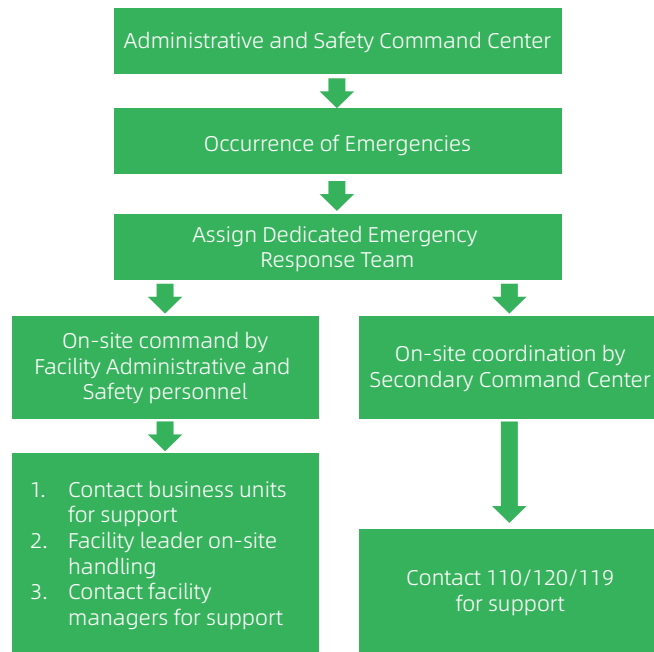 Administrative and Safety Command Center
Occurrence of Emergencies
Assign Dedicated Emergency
Response Team
On-site command by
Facility Administrative and
Safety personnel
On-site coordination by
Secondary Command Center
1. Contact business units
for support
2. Facility leader on-site
handling
3. Contact facility
managers for support
Contact 110/120/119
for support